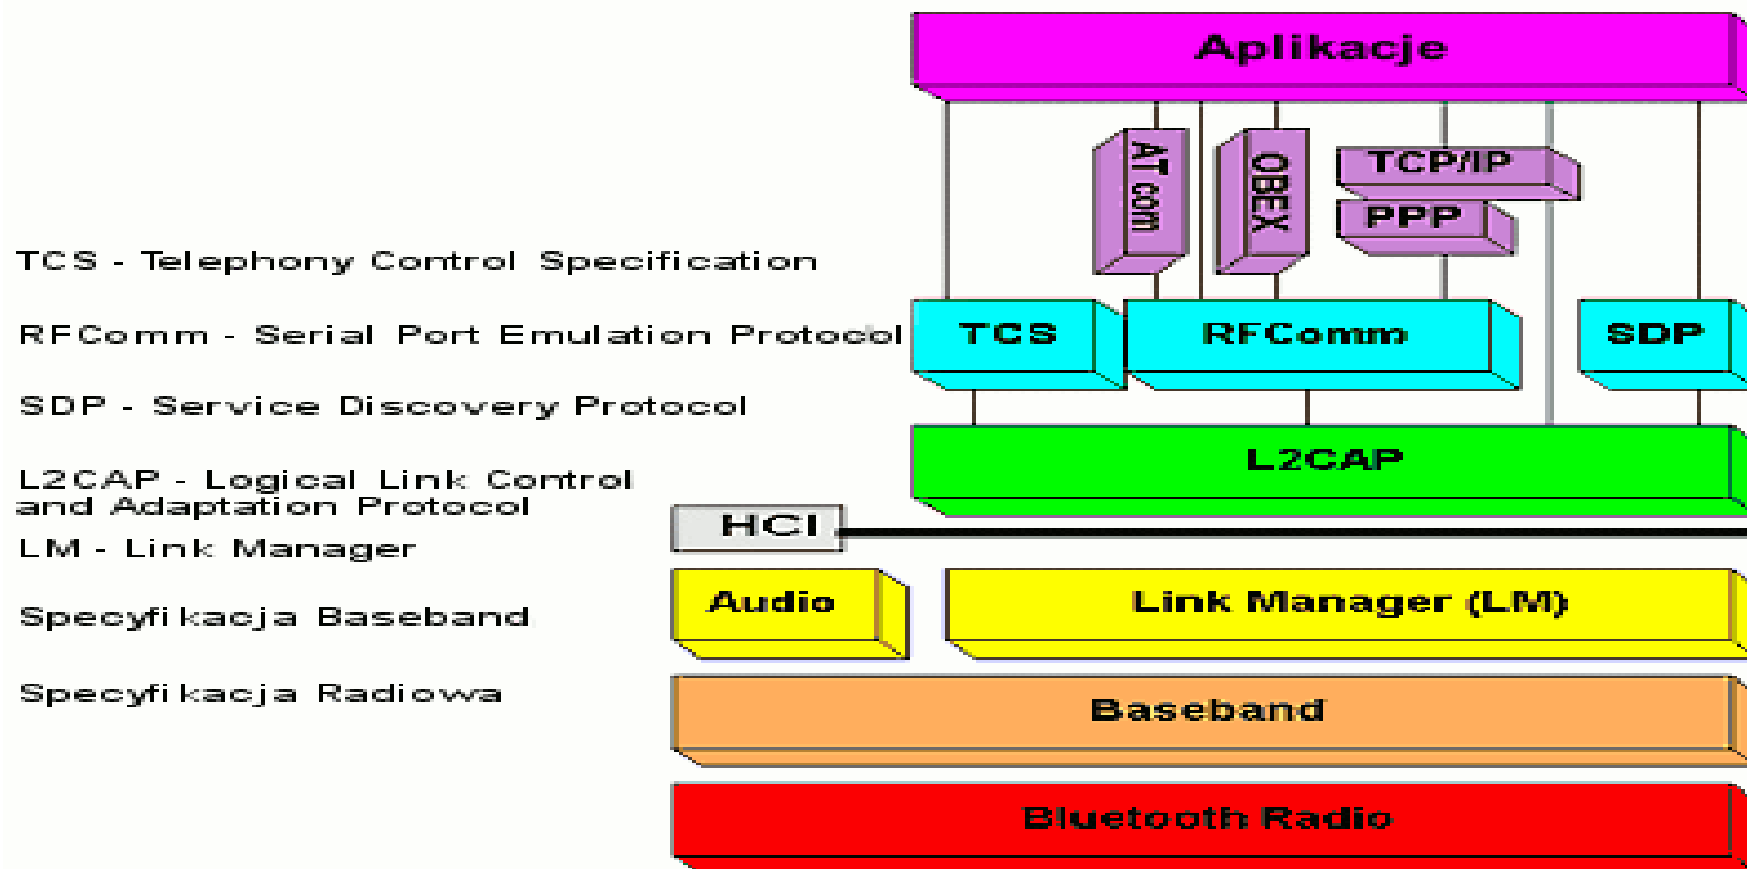 Aplikacje
AT com
OBEX
TCP/IP
PPP
TCS - Telephony Control Specification
RFComm - Serial Port Emulation Protocol
SDP - Service Discovery Protocol
L2CAP - Logical Link Control
and Adaptation Protocol
LM - Link Manager
Specyfikacja Baseband
Specyfikacja Radiowa
TCS
RFComm
SDP
L2CAP
HCI
Audio
Link Manager (LM)
Baseband
Bluetooth Radio